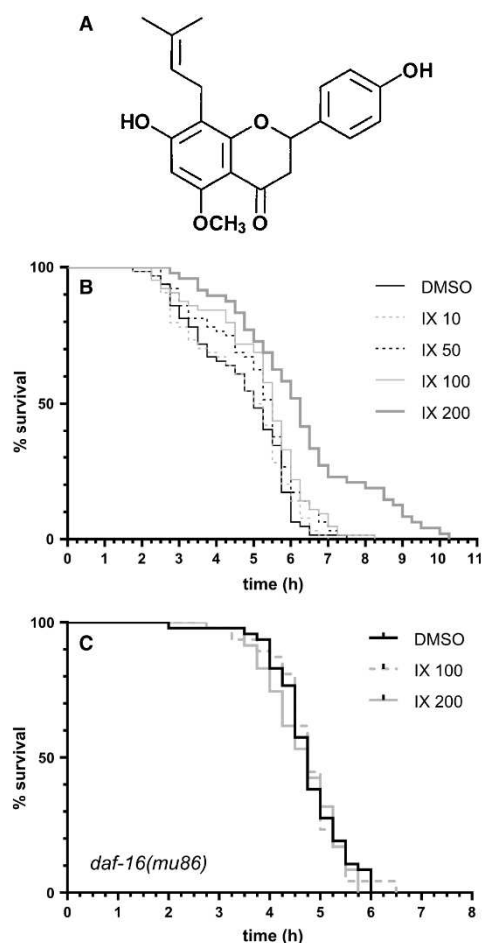 A
OH
HO
O
OCH3
O
B
100
50
0
% survival
0 1 2 3 4 5 6 7 8 9 10 11
time (h)
DMSO
IX 10
IX 50
IX 100
IX 200
C
100
50
0
% survival
0 1 2 3 4 5 6 7 8
time (h)
DMSO
IX 100
IX 200
daf-16(mu86)